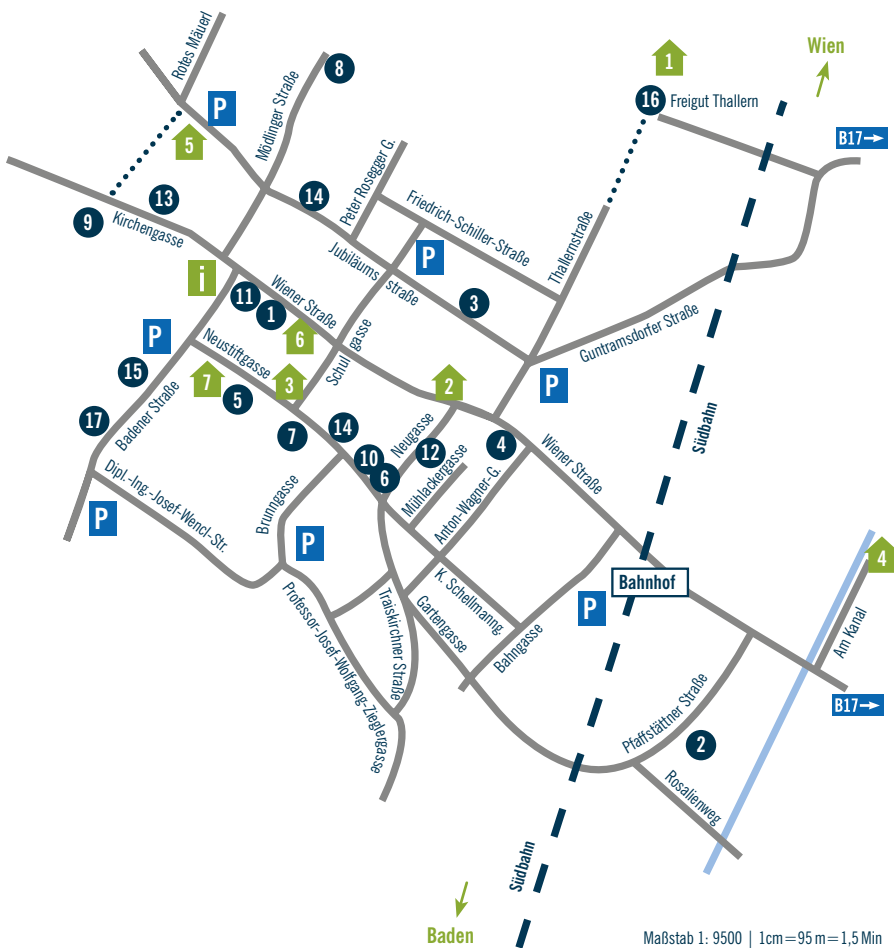 Rotes Mäuerl
Mödlinger Straße
8
1
Wien
P
16
Freigut Thallern
B17
5
Peter Rosegger G.
14
13
9
Kirchengasse
Friedrich-Schiller-Straße
Thallernstraße
P
Jubiläums straße
i
11
1
Wiener Straße
3
6
Guntramsdorfer Straße
P
Neustiftgasse
Schulgasse
15
7
3
2
P
5
Südbahn
17
Badener Straße
7
14
Neugasse
12
4
Wiener Straße
10
6
Mühlackergasse
Anton-Wagner-G.
Dipl.-Ing.-Josef-Wencl-Str.
P
Brunngasse
P
4
Bahnhof
K. Schellmanng.
P
Gartengasse
Traiskirchner Straße
Bahngasse
Am Kanal
Professor-Josef-Wolfgang-Zieglergasse
B17
Pfaffstättner Straße
2
Rosalienweg
Südbahn
Baden
Maßstab 1: 9500 | 1cm=95 m=1,5 Min